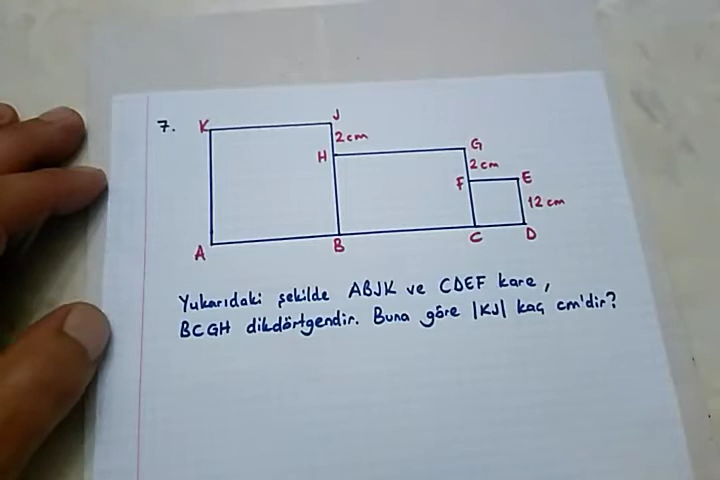 7.
K
J
2cm
H
G
2cm
F
E
12cm
A
B
C
D
Yukarıdaki şekilde ABJK ve CDEF kare,
BCGH dikdörtgendir. Buna göre |KJ| kaç cm'dir?